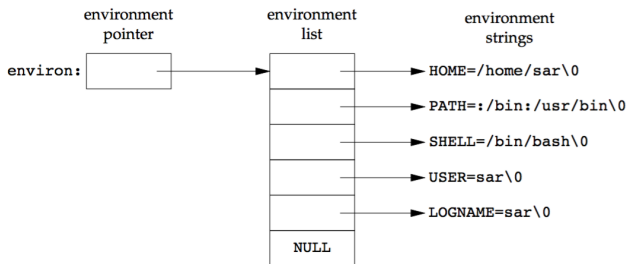 environment
pointer
environment
list
environment
strings
environ:
HOME=/home/sar\0
PATH=:/bin:/usr/bin\0
SHELL=/bin/bash\0
USER=sar\0
LOGNAME=sar\0
NULL